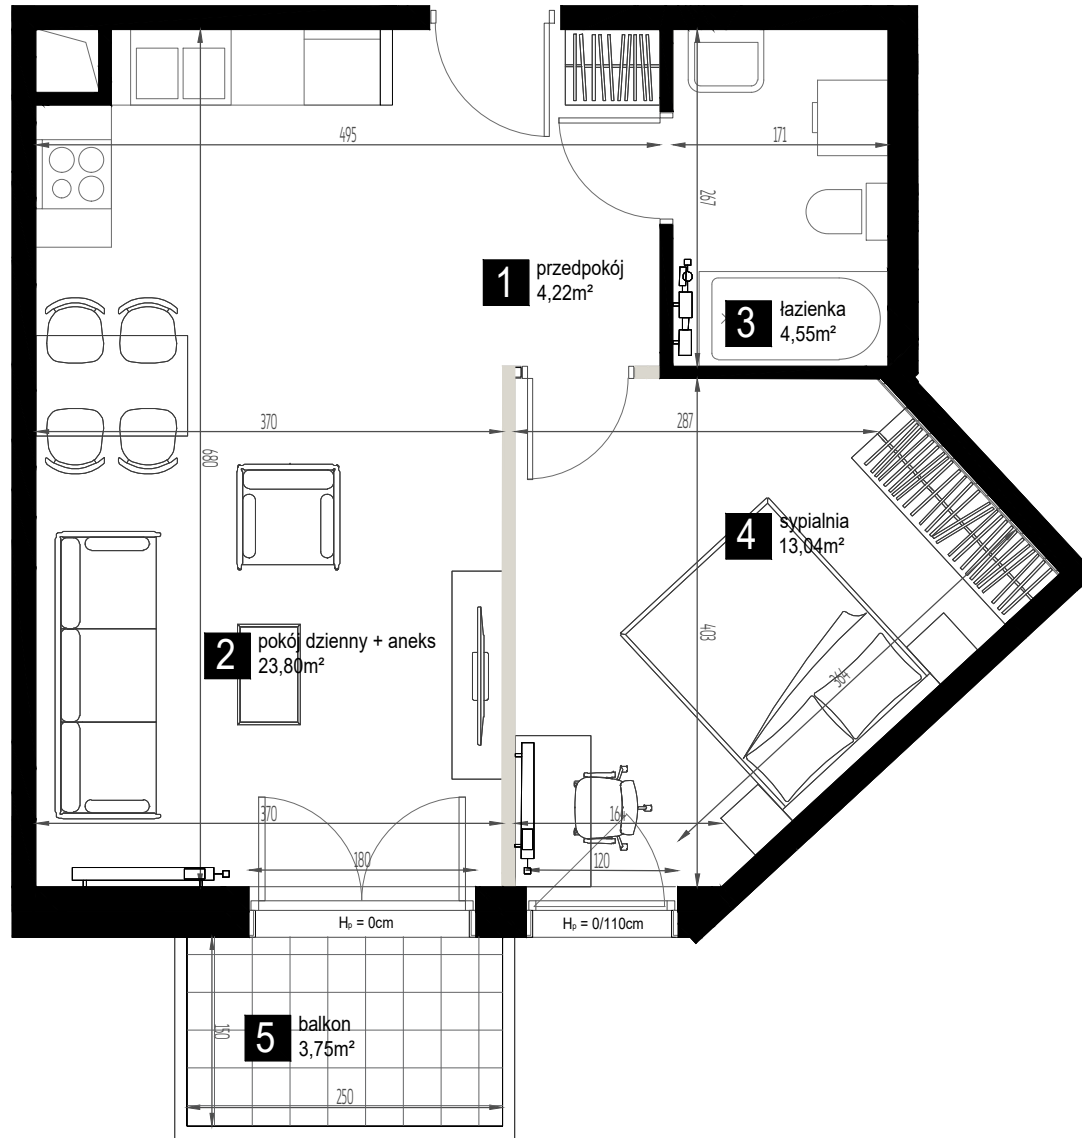 495
171
267
1
przedpokój
4,22m²
3
łazienka
4,55m²
370
287
680
4
sypialnia
13,04m²
403
364
2
pokój dzienny + aneks
23,80m²
370
164
180
120
Hₚ = 0cm
Hₚ = 0/110cm
150
5
balkon
3,75m²
250